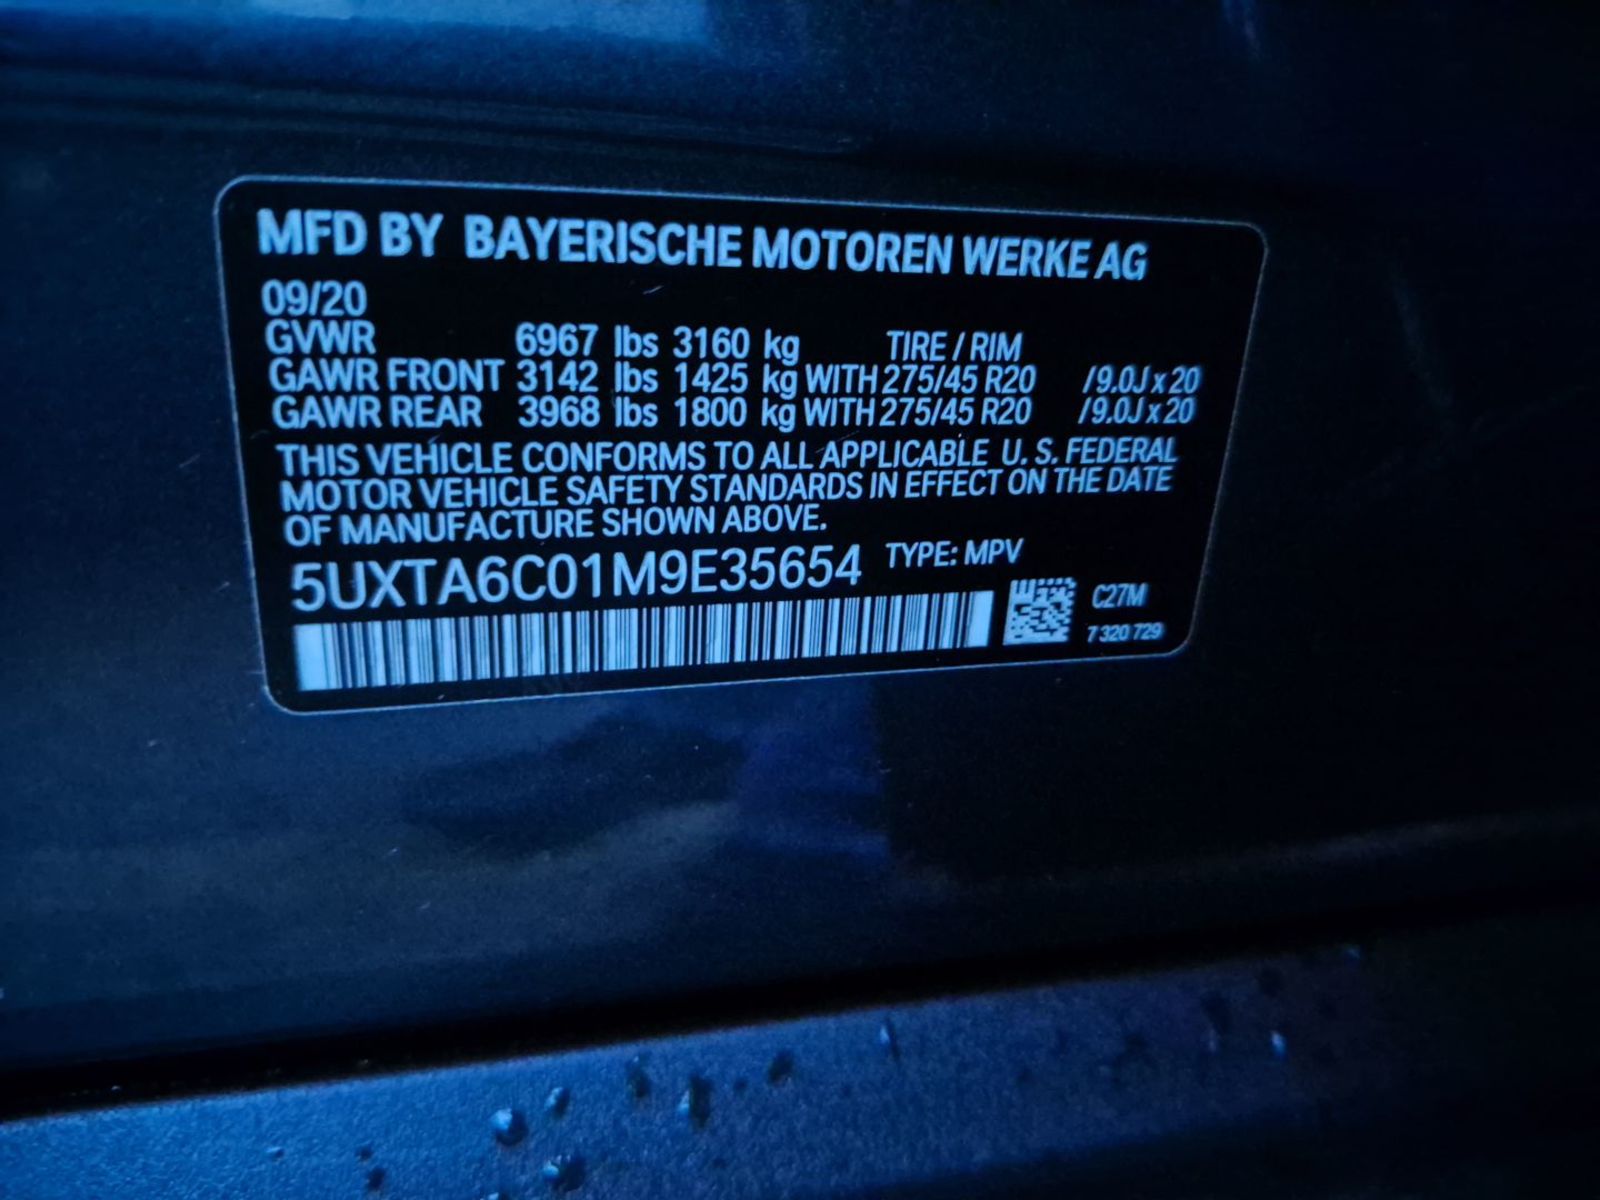 MFD BY BAYERISCHE MOTOREN WERKE AG
09/20
GVWR 6967 lbs 3160 kg TIRE / RIM
GAWR FRONT 3142 lbs 1425 kg WITH 275/45 R20 /9.0J x 20
GAWR REAR 3968 lbs 1800 kg WITH 275/45 R20 /9.0J x 20
THIS VEHICLE CONFORMS TO ALL APPLICABLE U. S. FEDERAL
MOTOR VEHICLE SAFETY STANDARDS IN EFFECT ON THE DATE
OF MANUFACTURE SHOWN ABOVE.
5UXTA6C01M9E35654 TYPE: MPV
C27M
7 320 729